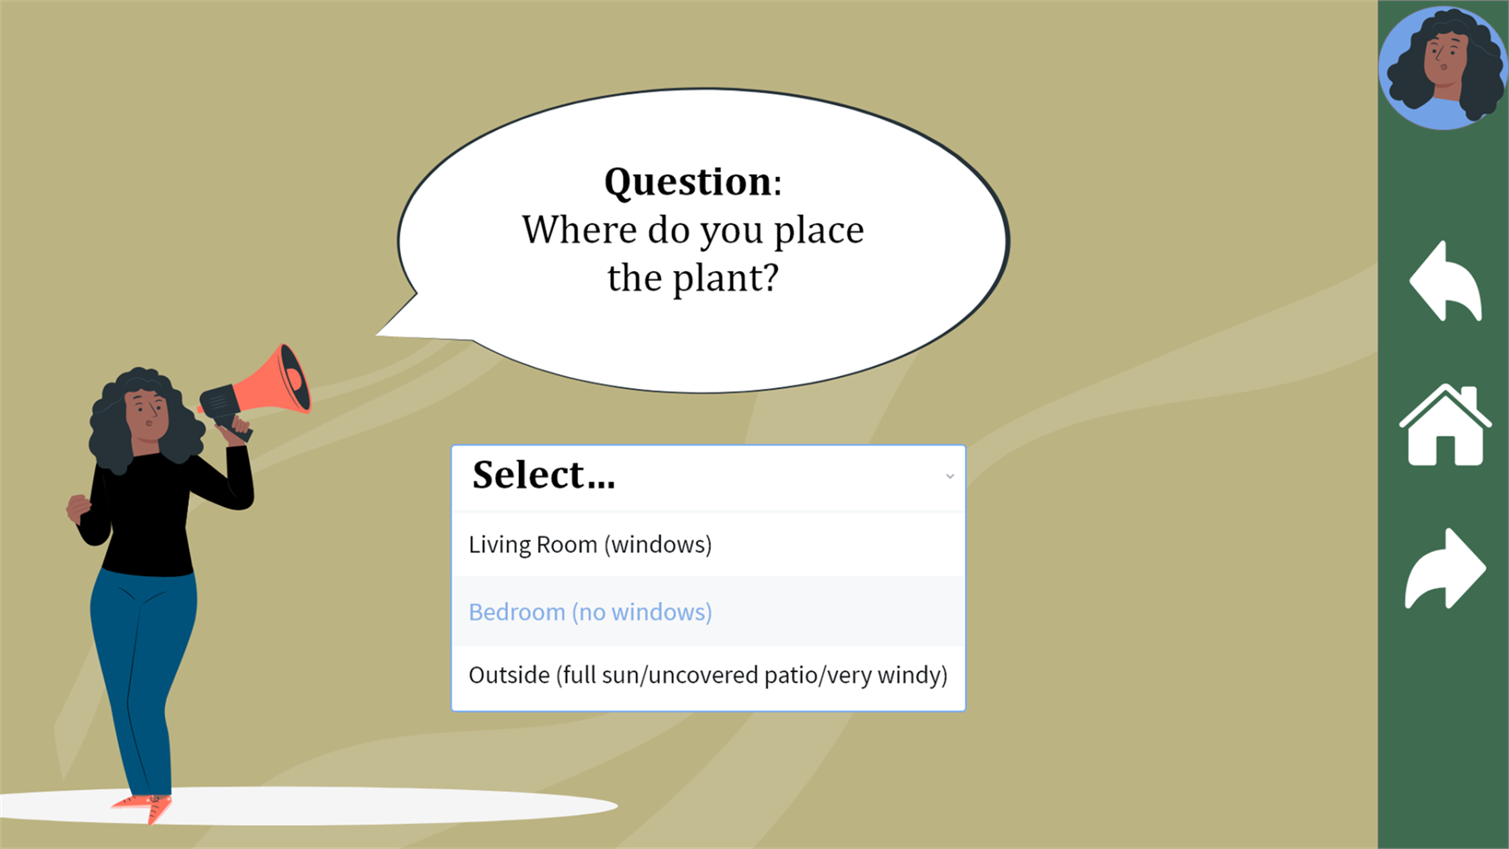 Question:
Where do you place
the plant?
Select...
Living Room (windows)
Bedroom (no windows)
Outside (full sun/uncovered patio/very windy)